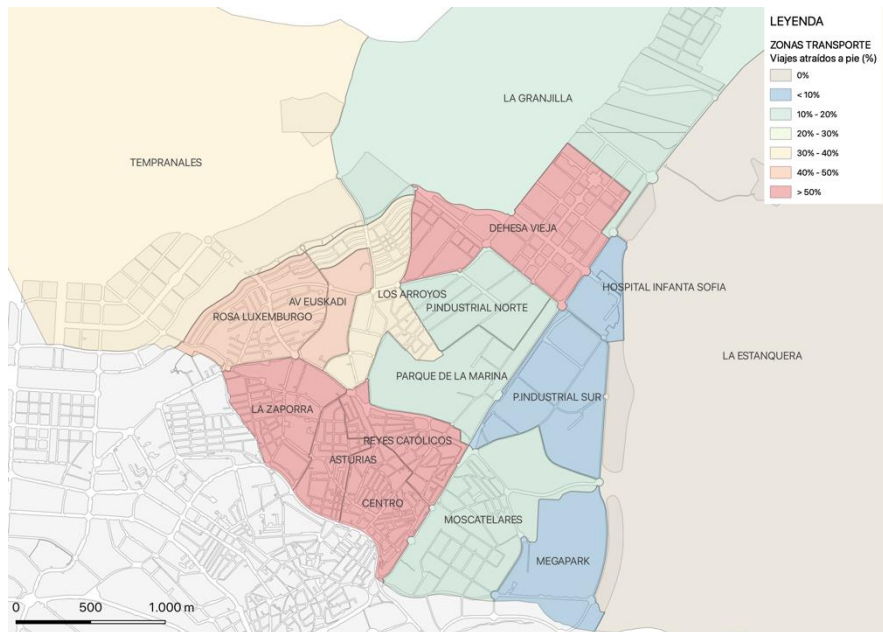 LEYENDA
ZONAS TRANSPORTE
Viajes atraídos a pie (%)
0%
< 10%
10% - 20%
20% - 30%
30% - 40%
40% - 50%
> 50%
LA GRANJILLA
TEMPRANALES
DEHESA VIEJA
HOSPITAL INFANTA SOFIA
LOS ARROYOS
AV EUSKADI
P.INDUSTRIAL NORTE
ROSA LUXEMBURGO
LA ESTANQUERA
PARQUE DE LA MARINA
P.INDUSTRIAL SUR
LA ZAPORRA
REYES CATÓLICOS
ASTURIAS
CENTRO
MOSCATELARES
MEGAPARK
0 500 1.000 m